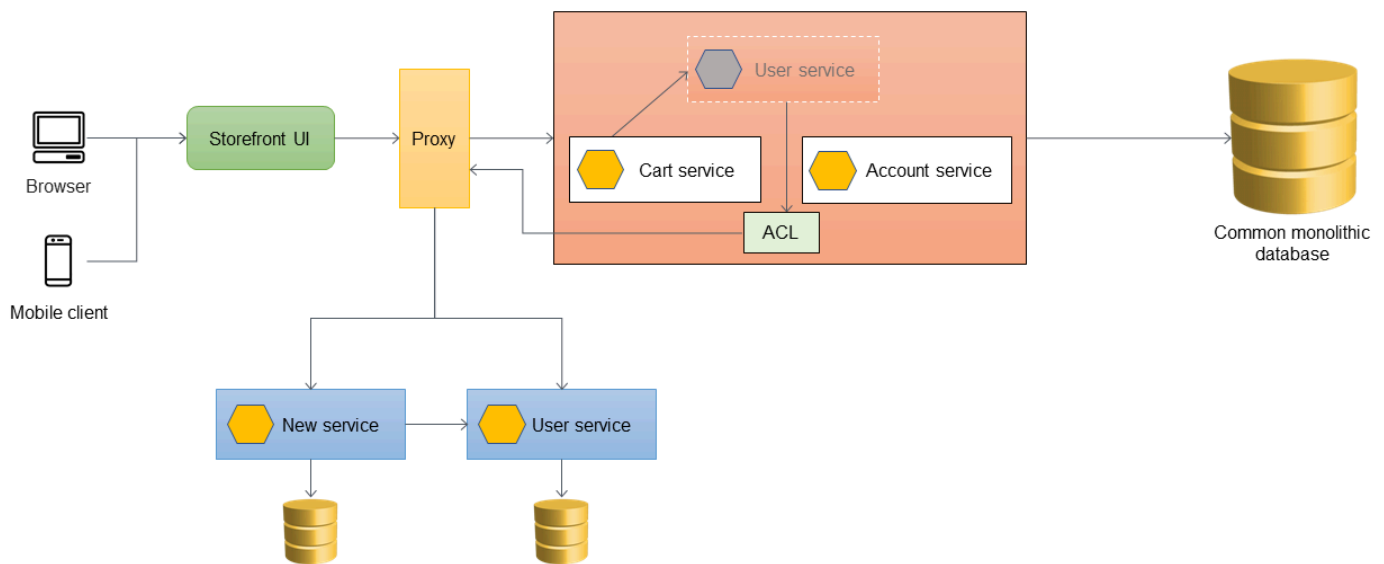 User service
Storefront UI
Proxy
Cart service
Account service
Browser
ACL
Common monolithic
database
Mobile client
New service
User service